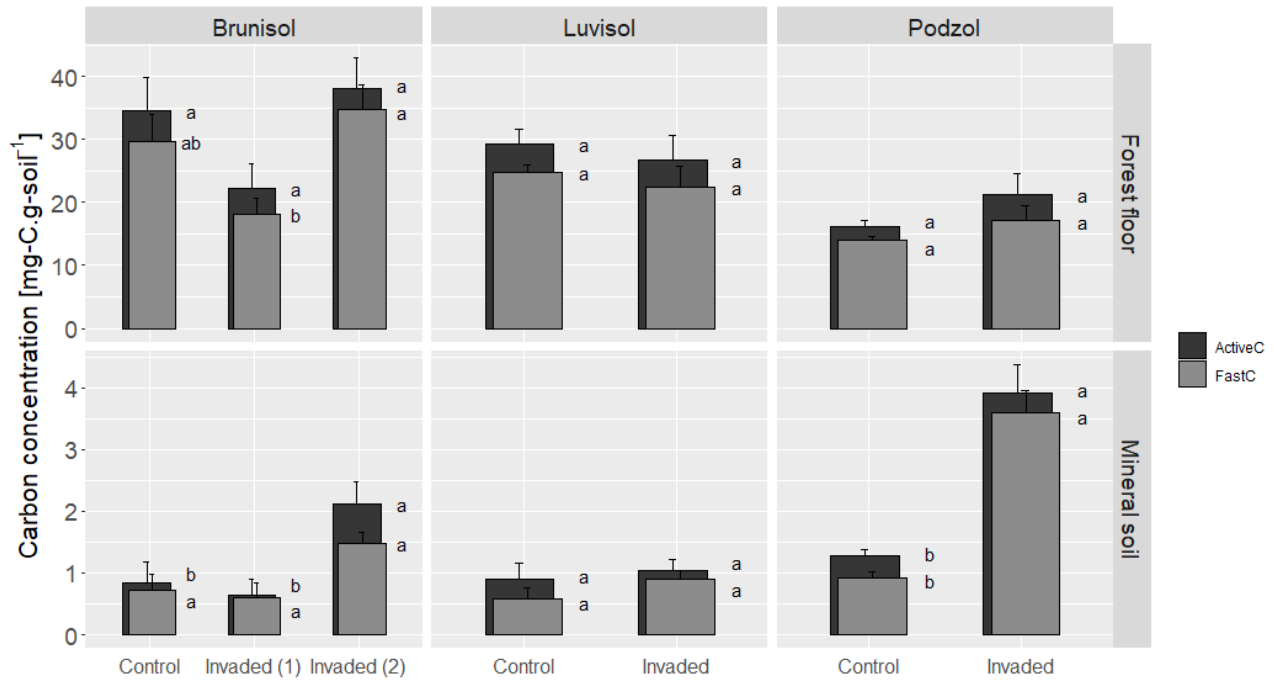 Brunisol
Luvisol
Podzol
Carbon concentration [mg-C.g-soil⁻¹]
40
30
20
10
0
a
ab
a
b
a
a
a
a
a
a
a
a
a
a
Forest floor
4
3
2
1
0
b
a
b
a
a
a
a
a
a
a
b
b
a
a
Mineral soil
Control
Invaded (1)
Invaded (2)
Control
Invaded
Control
Invaded
ActiveC
FastC